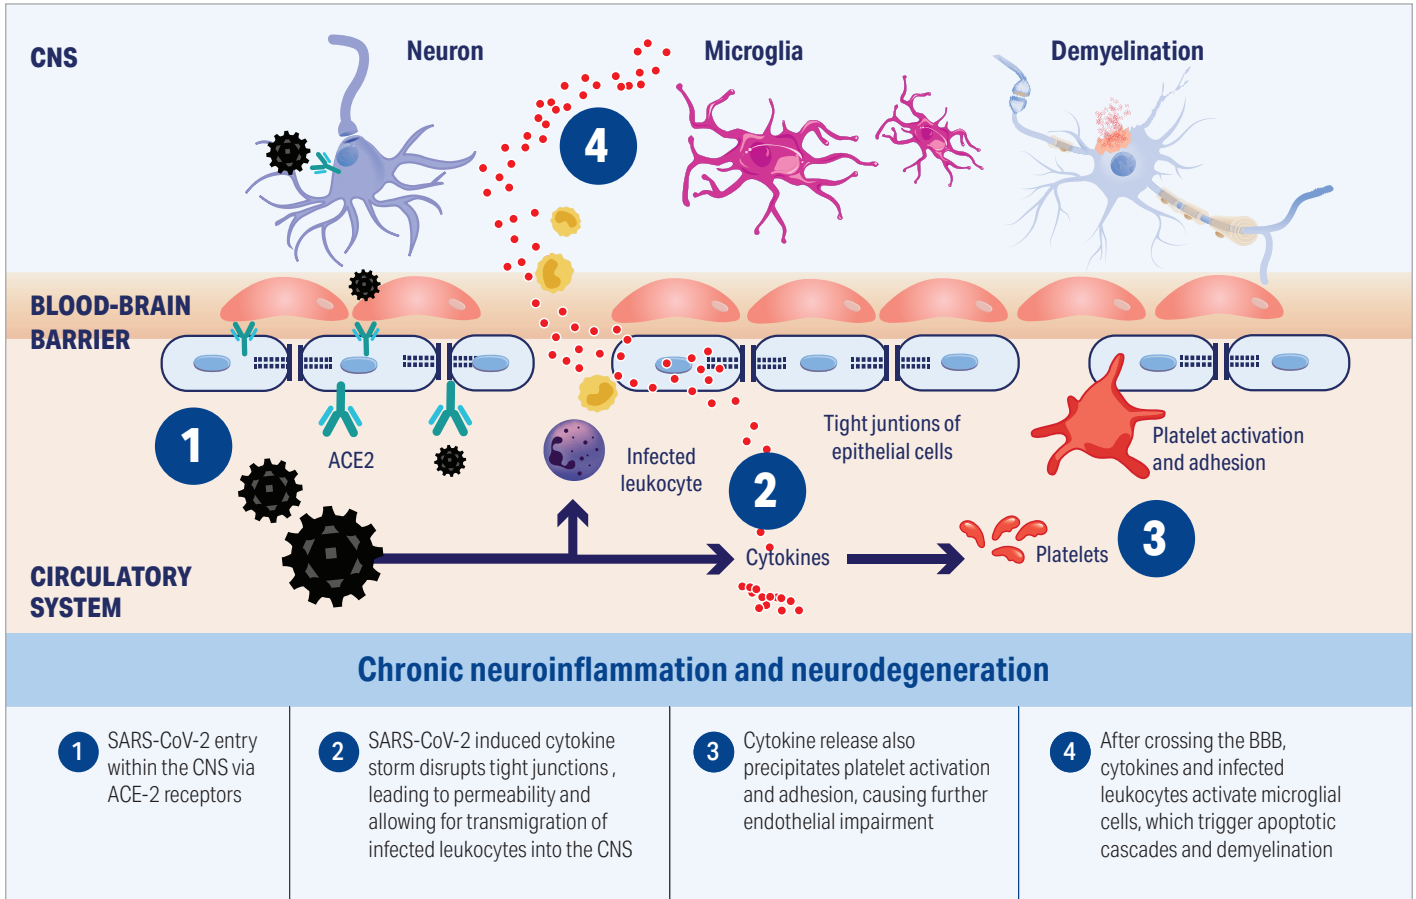 CNS
Neuron
Microglia
Demyelination
4
BLOOD-BRAIN
BARRIER
1
ACE2
Infected
leukocyte
2
Tight juntions of
epithelial cells
Platelet activation
and adhesion
3
Cytokines
Platelets
CIRCULATORY
SYSTEM
Chronic neuroinflammation and neurodegeneration
1
SARS-CoV-2 entry
within the CNS via
ACE-2 receptors
2
SARS-CoV-2 induced cytokine
storm disrupts tight junctions ,
leading to permeability and
allowing for transmigration of
infected leukocytes into the CNS
3
Cytokine release also
precipitates platelet activation
and adhesion, causing further
endothelial impairment
4
After crossing the BBB,
cytokines and infected
leukocytes activate microglial
cells, which trigger apoptotic
cascades and demyelination